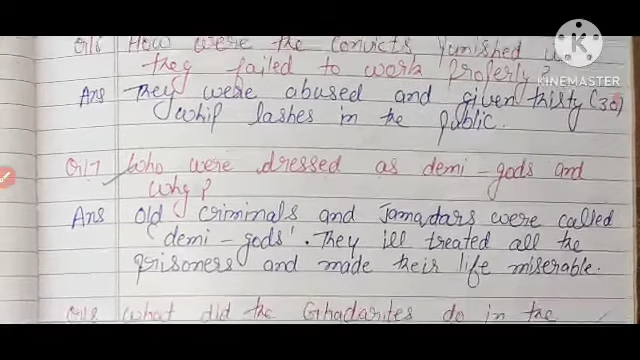 Q16 How were the convicts punished
they failed to work properly?
Ans They were abused and given thirty (30)
whip lashes in the public.
Q17 Who were dressed as demi-gods and
why?
Ans Old criminals and Jamadars were called
'demi-gods'. They ill treated all the
prisoners and made their life miserable.
Q18 What did the Ghadarites do in the
KINEMASTER